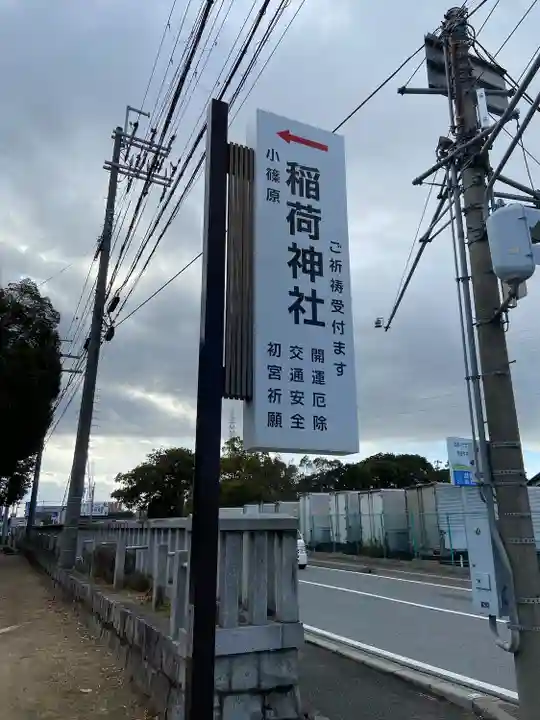 小篠原
稲荷神社
ご祈祷受付ます
開運厄除
交通安全
初宮祈願